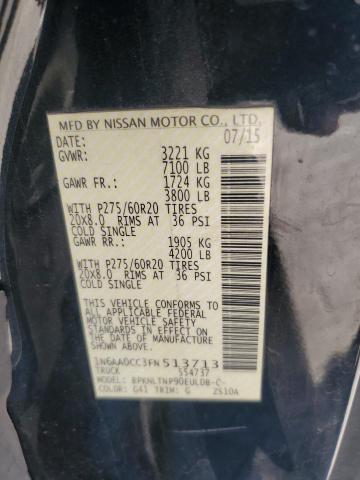 MFD BY NISSAN MOTOR CO., LTD.
DATE: 07/15
GVWR: 3221 KG
7100 LB
GAWR FR.: 1724 KG
3800 LB
WITH P275/60R20 TIRES
20X8.0 RIMS AT 36 PSI
COLD SINGLE
GAWR RR.: 1905 KG
4200 LB
WITH P275/60R20 TIRES
20X8.0 RIMS AT 36 PSI
COLD SINGLE
THIS VEHICLE CONFORMS TO
ALL APPLICABLE FEDERAL
MOTOR VEHICLE SAFETY
STANDARDS IN EFFECT ON
THE DATE OF MANUFACTURE
SHOWN ABOVE.
1N6AA0CC3FN513713
TRUCK 554737
MODEL: BPKNLTNP90EULDB-C-
COLOR: G41 TRIM: G 2S10A